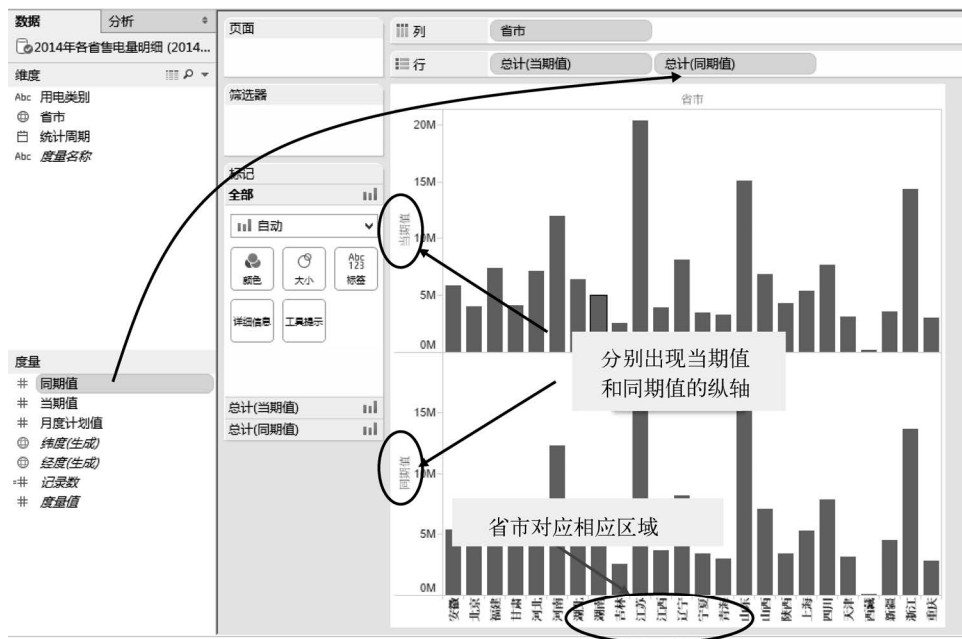 数据
分析
2014年各省售电量明细 (2014...
维度
Abc 用电类别
省市
统计周期
Abc 度量名称
度量
# 同期值
# 当期值
# 月度计划值
纬度(生成)
经度(生成)
# 记录数
# 度量值
页面
筛选器
标记
全部
自动
颜色
大小
Abc
123
标签
详细信息
工具提示
总计(当期值)
总计(同期值)
列
省市
行
总计(当期值)
总计(同期值)
省市
20M
15M
10M
5M
0M
当期值
分别出现当期值
和同期值的纵轴
15M
10M
5M
0M
同期值
省市对应相应区域
安徽
北京
福建
甘肃
河北
河南
湖北
湖南
吉林
江苏
江西
辽宁
宁夏
青海
山东
山西
陕西
上海
四川
天津
西藏
新疆
浙江
重庆